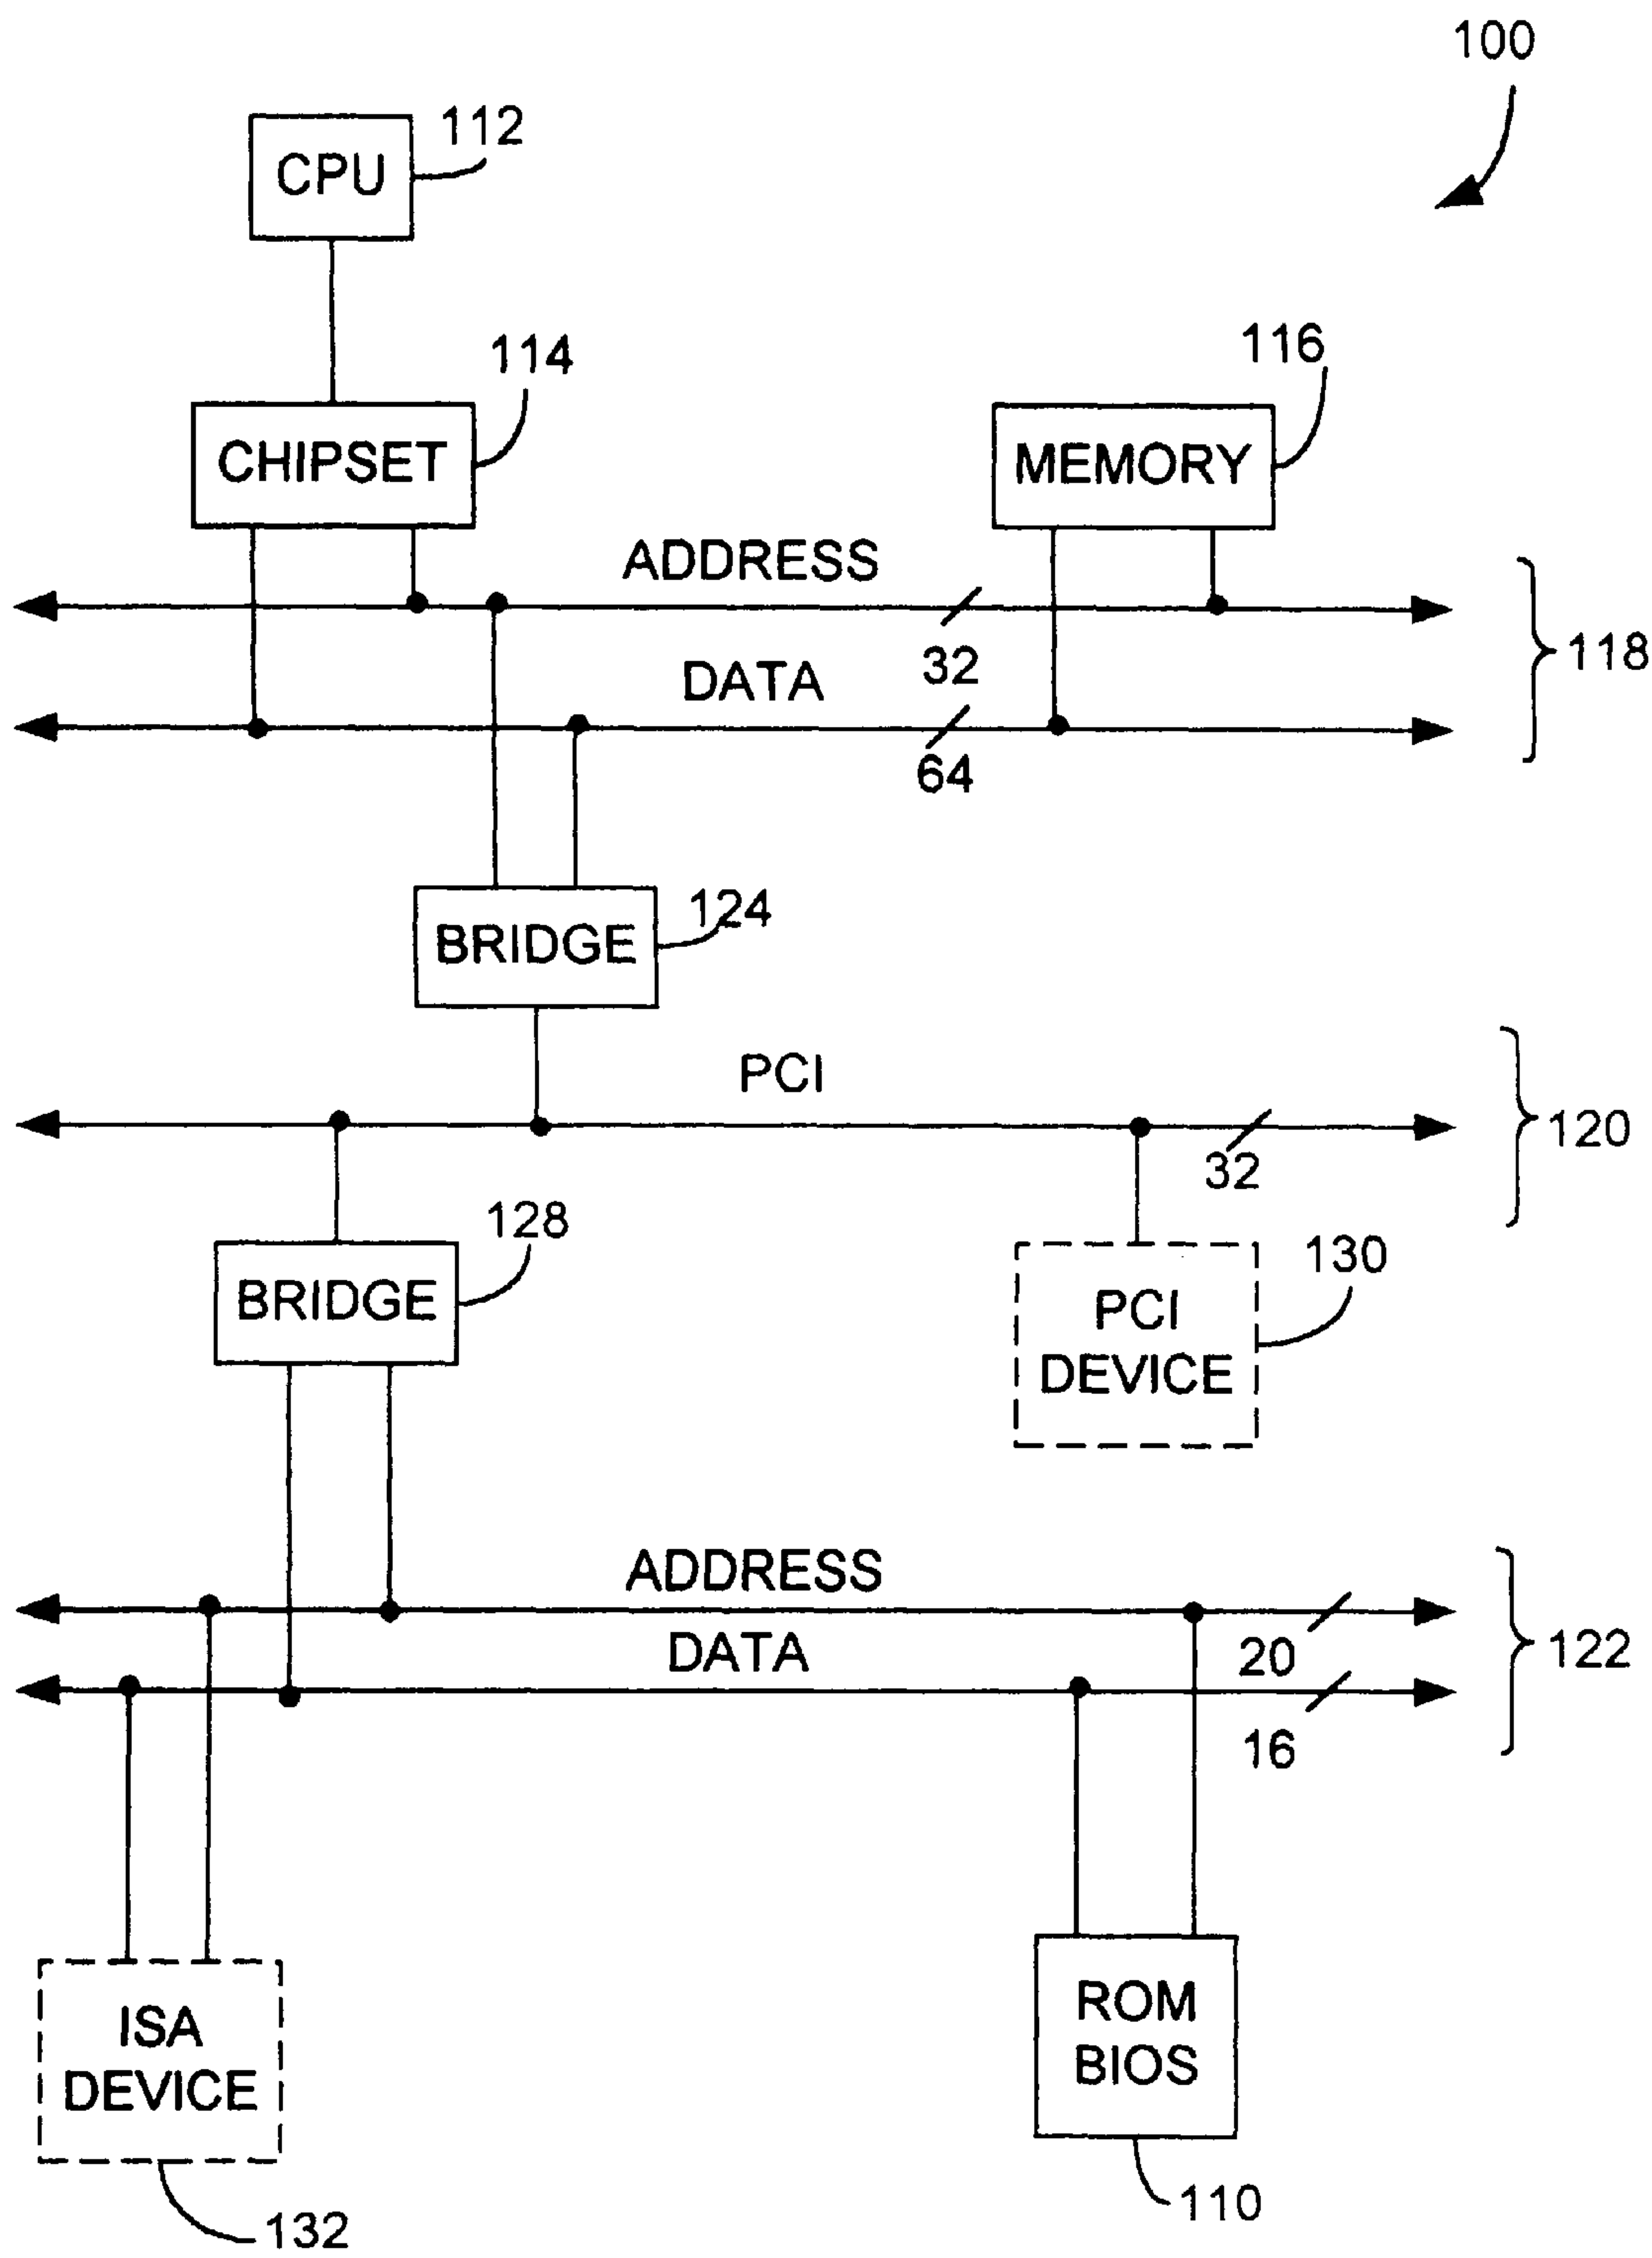 100
112
CPU
114
116
CHIPSET
MEMORY
ADDRESS
32
118
DATA
64
124
BRIDGE
PCI
120
32
128
130
BRIDGE
PCI
DEVICE
ADDRESS
20
122
DATA
16
ISA
DEVICE
ROM
BIOS
110
132